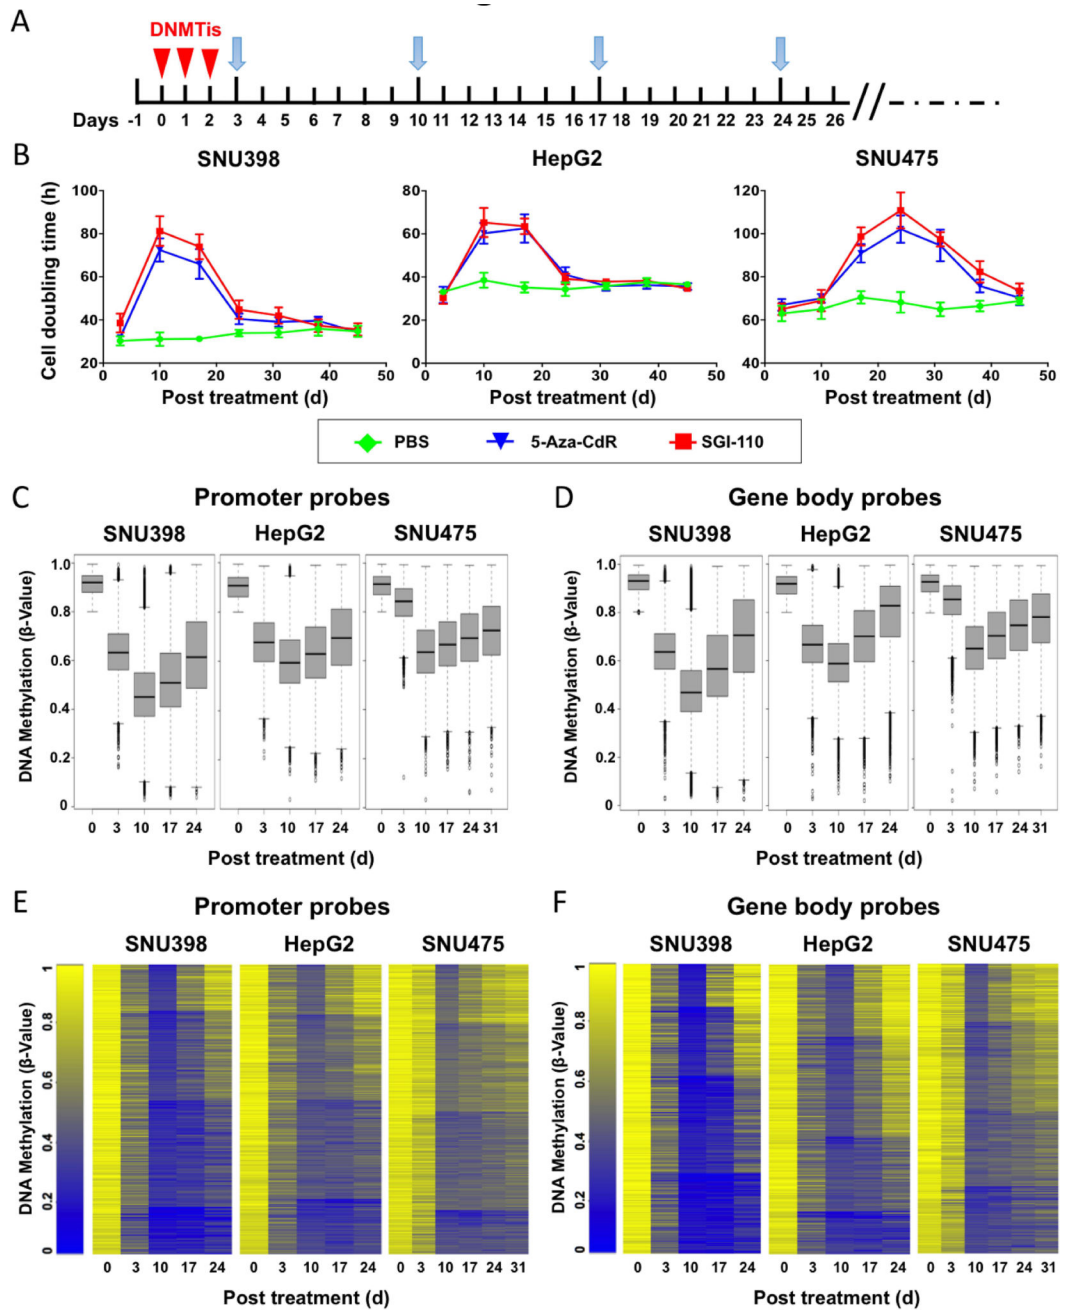 A
DNMTis
Days -1 0 1 2 3 4 5 6 7 8 9 10 11 12 13 14 15 16 17 18 19 20 21 22 23 24 25 26
B
SNU398 HepG2 SNU475
Cell doubling time (h)
100 80 60 40 20
0 10 20 30 40 50
80 60 40 20 0
0 10 20 30 40 50
120 100 80 60 40
0 10 20 30 40 50
Post treatment (d) Post treatment (d) Post treatment (d)
PBS 5-Aza-CdR SGI-110
C
Promoter probes
SNU398 HepG2 SNU475
DNA Methylation (β-Value)
1.0 0.8 0.6 0.4 0.2 0
0 3 10 17 24 0 3 10 17 24 0 3 10 17 24 31
Post treatment (d)
D
Gene body probes
SNU398 HepG2 SNU475
DNA Methylation (β-Value)
1.0 0.8 0.6 0.4 0.2 0
0 3 10 17 24 0 3 10 17 24 0 3 10 17 24 31
Post treatment (d)
E
Promoter probes
SNU398 HepG2 SNU475
DNA Methylation (β-Value)
1 0.8 0.6 0.4 0.2 0
0 3 10 17 24 0 3 10 17 24 0 3 10 17 24 31
Post treatment (d)
F
Gene body probes
SNU398 HepG2 SNU475
DNA Methylation (β-Value)
1 0.8 0.6 0.4 0.2 0
0 3 10 17 24 0 3 10 17 24 0 3 10 17 24 31
Post treatment (d)